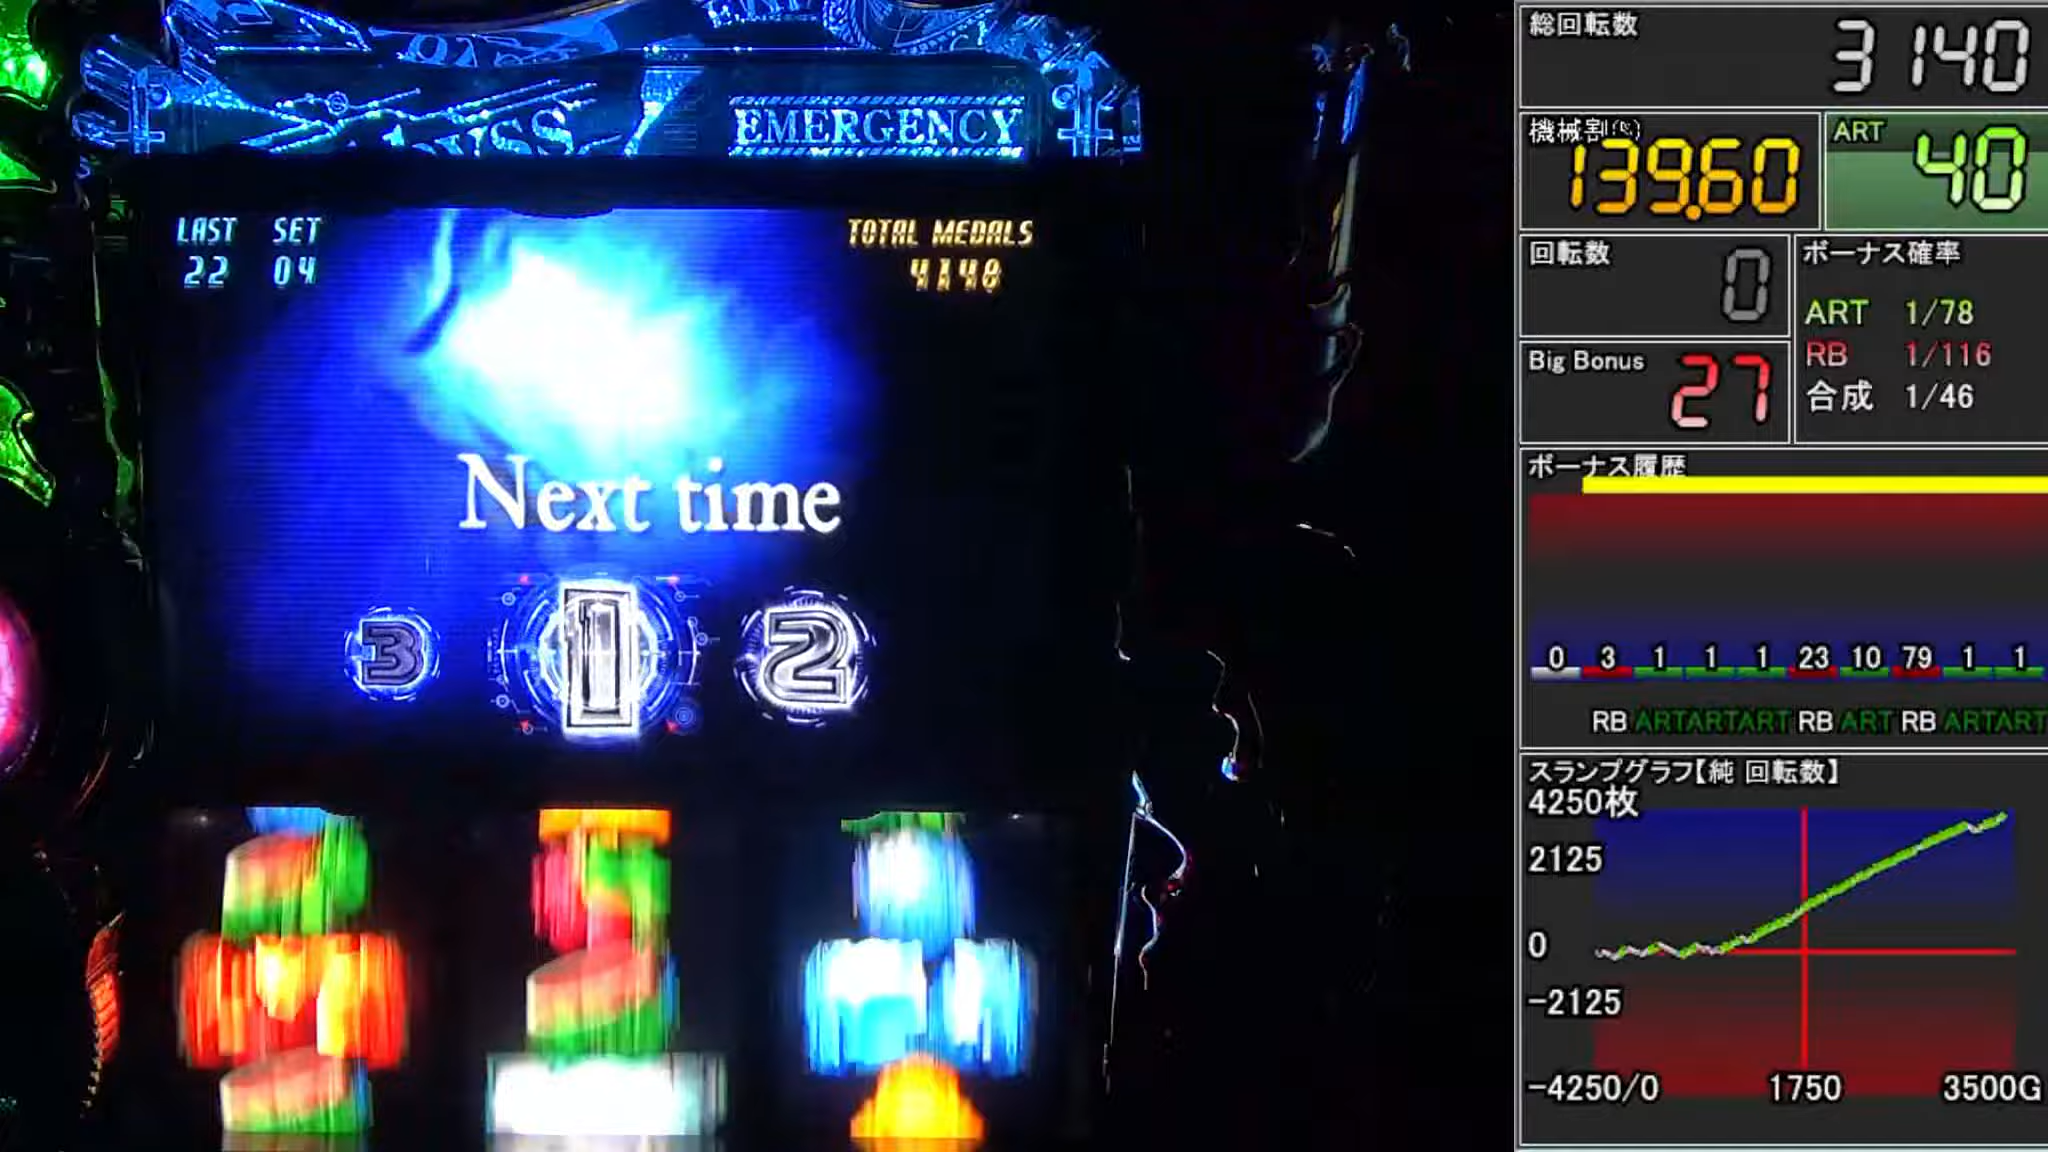 EMERGENCY
LAST SET
22 04
TOTAL MEDALS
4148
Next time
3 1 2
総回転数
3140
機械割(%)
139.60
ART
40
回転数
0
Big Bonus
27
ボーナス確率
ART 1/78
RB 1/116
合成 1/46
ボーナス履歴
0 3 1 1 1 23 10 79 1 1
RB ART ART ART RB ART RB ART ART
スランプグラフ【純 回転数】
4250枚
2125
0
-2125
-4250/0 1750 3500G